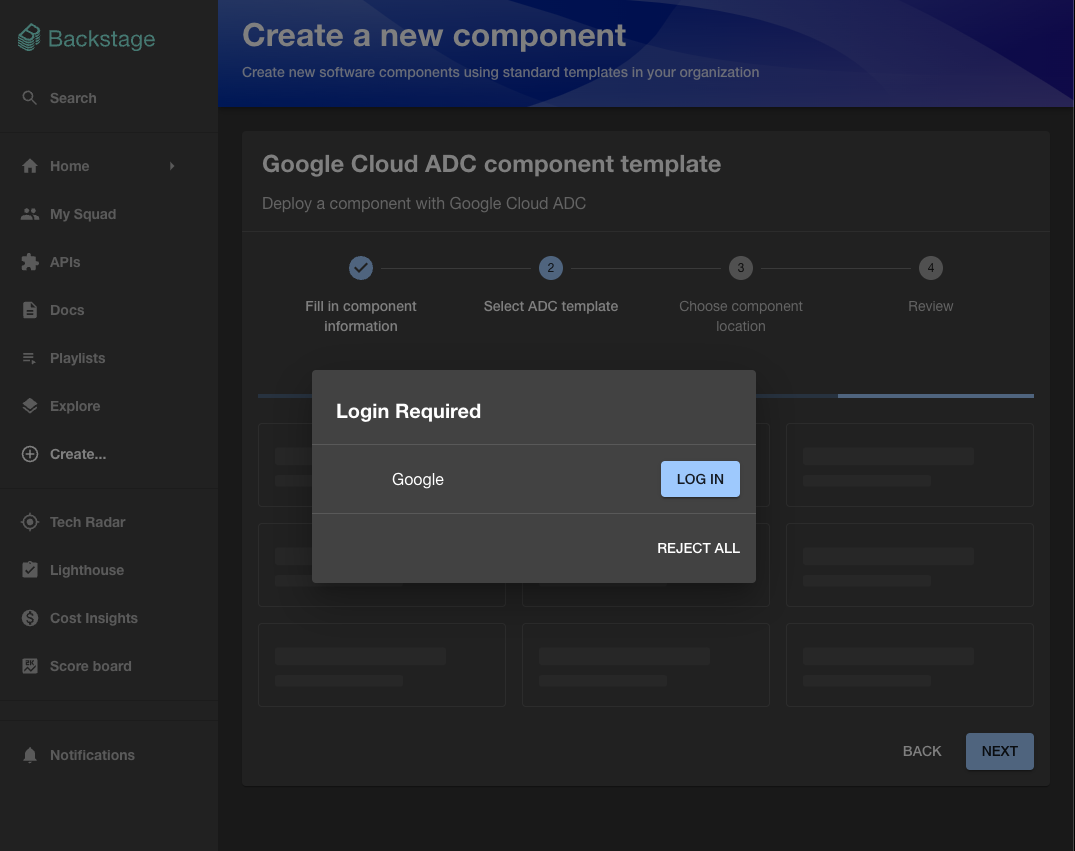 Backstage
Search
Home
My Squad
APIs
Docs
Playlists
Explore
Create...
Tech Radar
Lighthouse
Cost Insights
Score board
Notifications
Create a new component
Create new software components using standard templates in your organization
Google Cloud ADC component template
Deploy a component with Google Cloud ADC
2
3
4
Fill in component
information
Select ADC template
Choose component
location
Review
Login Required
Google
LOG IN
REJECT ALL
BACK
NEXT